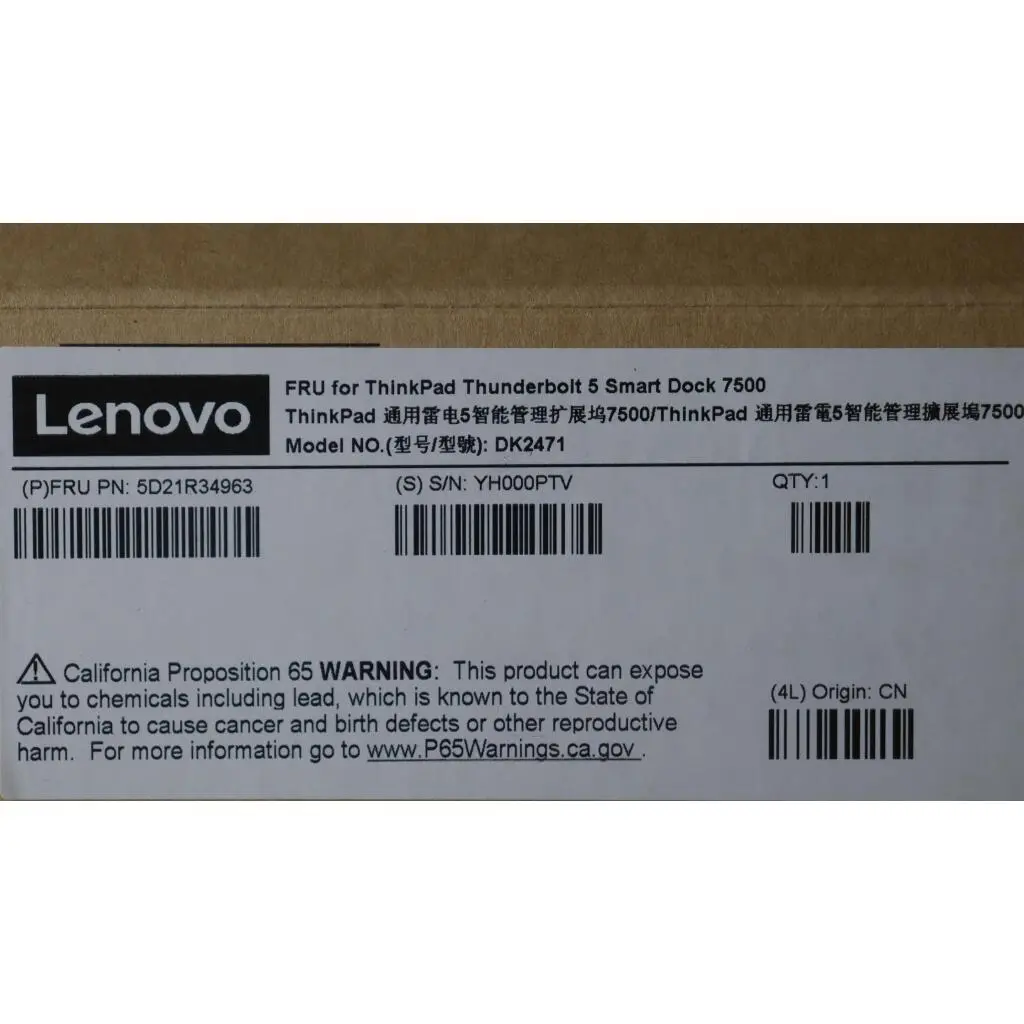 Lenovo
FRU for ThinkPad Thunderbolt 5 Smart Dock 7500
ThinkPad 通用雷电5智能管理扩展坞7500/ThinkPad 通用雷電5智能管理擴展塢7500
Model NO.(型号/型號): DK2471
(P)FRU PN: 5D21R34963
(S) S/N: YH000PTV
QTY:1
California Proposition 65 WARNING: This product can expose
you to chemicals including lead, which is known to the State of
California to cause cancer and birth defects or other reproductive
harm. For more information go to www.P65Warnings.ca.gov .
(4L) Origin: CN